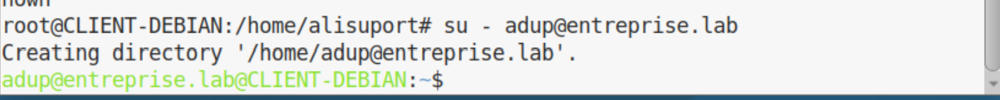 root@CLIENT-DEBIAN:/home/alisuport# su - adup@entreprise.lab
Creating directory '/home/adup@entreprise.lab'.
adup@entreprise.lab@CLIENT-DEBIAN:~$